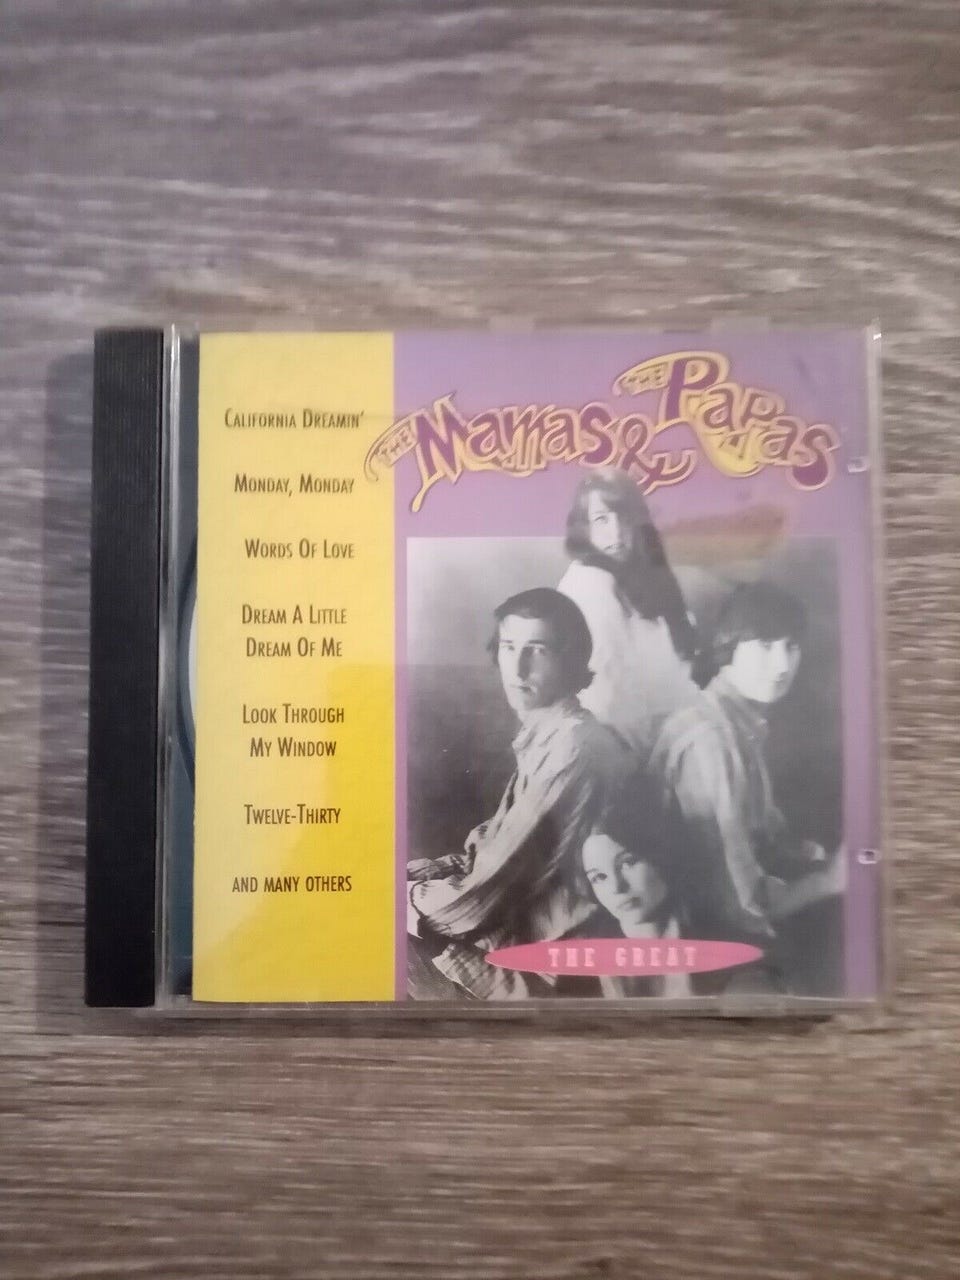 CALIFORNIA DREAMIN'
MONDAY, MONDAY
WORDS OF LOVE
DREAM A LITTLE
DREAM OF ME
LOOK THROUGH
MY WINDOW
TWELVE-THIRTY
AND MANY OTHERS
THE MAMAS & THE PAPAS
THE GREAT